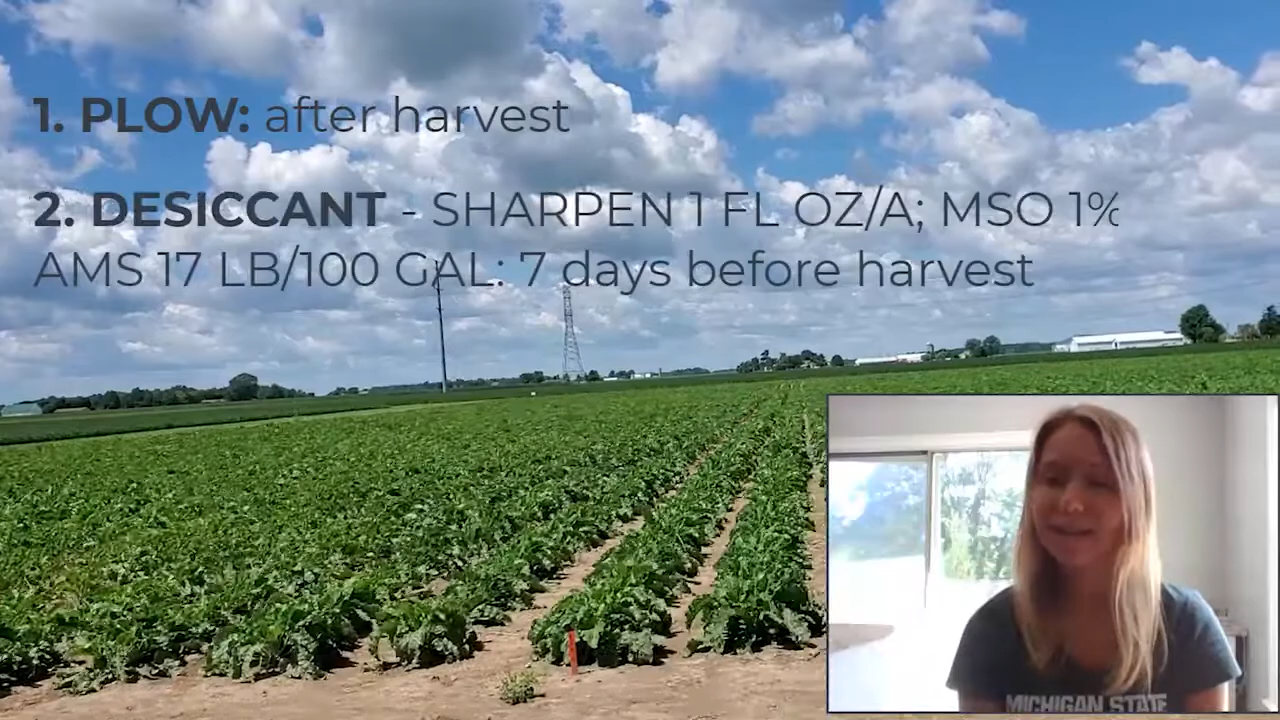 1. PLOW: after harvest
2. DESICCANT - SHARPEN 1 FL OZ/A; MSO 1%
AMS 17 LB/100 GAL: 7 days before harvest
MICHIGAN STATE